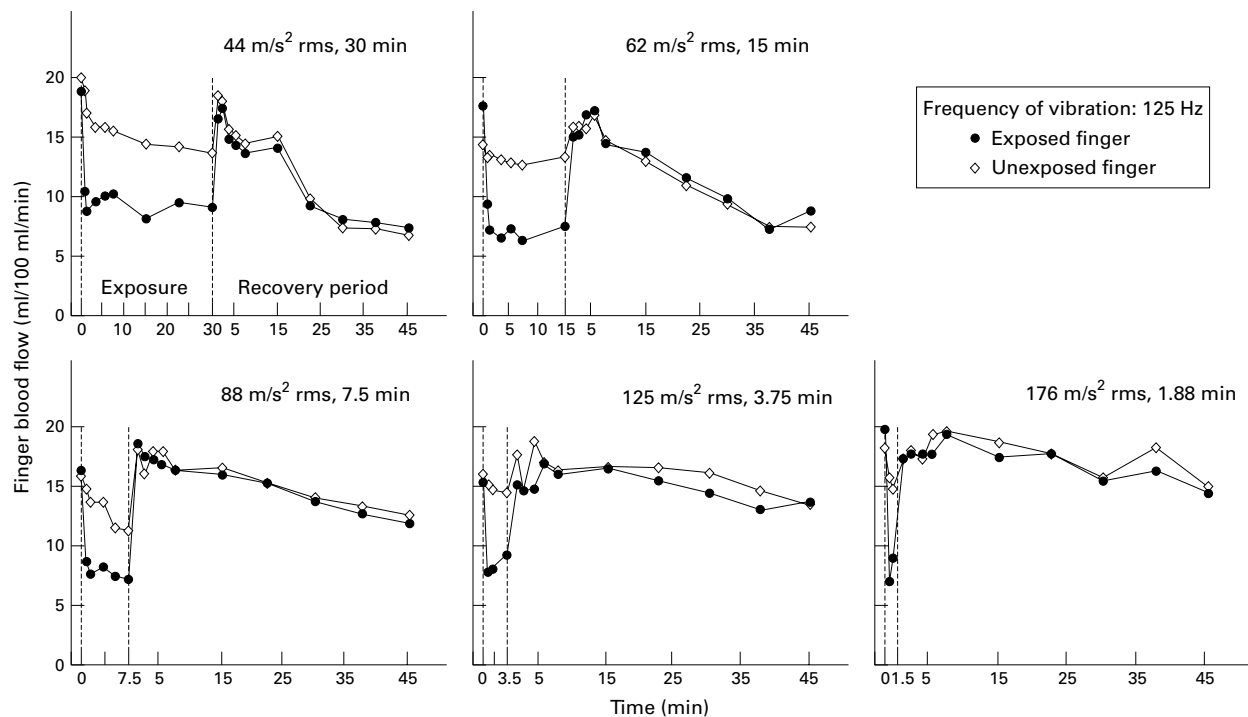 44 m/s² rms, 30 min
62 m/s² rms, 15 min
Frequency of vibration: 125 Hz
Exposed finger
Unexposed finger
Finger blood flow (ml/100 ml/min)
20
15
10
5
0
Exposure
Recovery period
0 10 20 30 5 15 25 35 45
0 5 10 15 5 15 25 35 45
88 m/s² rms, 7.5 min
125 m/s² rms, 3.75 min
176 m/s² rms, 1.88 min
20
15
10
5
0
0 7.5 5 15 25 35 45
0 3.5 5 15 25 35 45
0 1.5 5 15 25 35 45
Time (min)